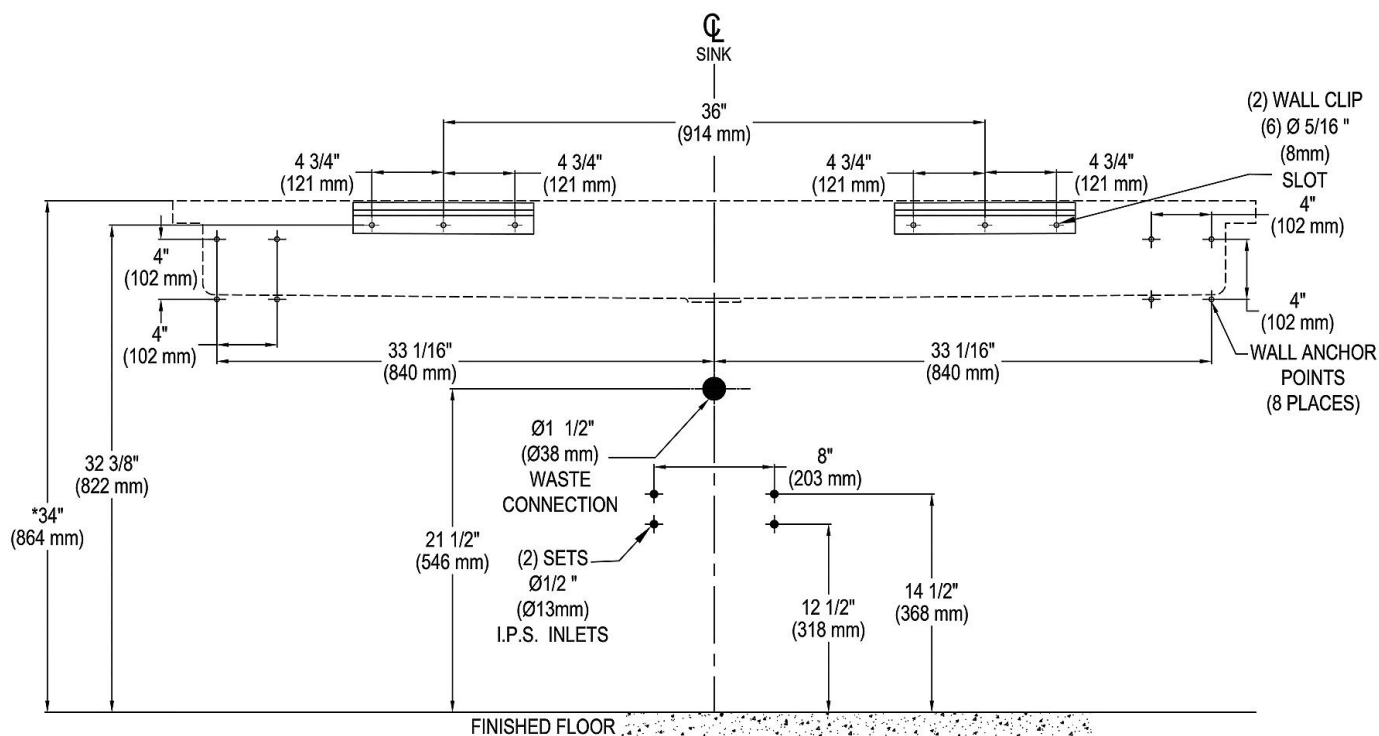 ℄
SINK
36"
(914 mm)
(2) WALL CLIP
(6) Ø 5/16 "
(8mm)
SLOT
4 3/4"
(121 mm)
4 3/4"
(121 mm)
4 3/4"
(121 mm)
4 3/4"
(121 mm)
4"
(102 mm)
4"
(102 mm)
4"
(102 mm)
4"
(102 mm)
33 1/16"
(840 mm)
33 1/16"
(840 mm)
WALL ANCHOR
POINTS
(8 PLACES)
Ø1 1/2"
(Ø38 mm)
WASTE
CONNECTION
8"
(203 mm)
32 3/8"
(822 mm)
*34"
(864 mm)
21 1/2"
(546 mm)
(2) SETS
Ø1/2 "
(Ø13mm)
I.P.S. INLETS
12 1/2"
(318 mm)
14 1/2"
(368 mm)
FINISHED FLOOR